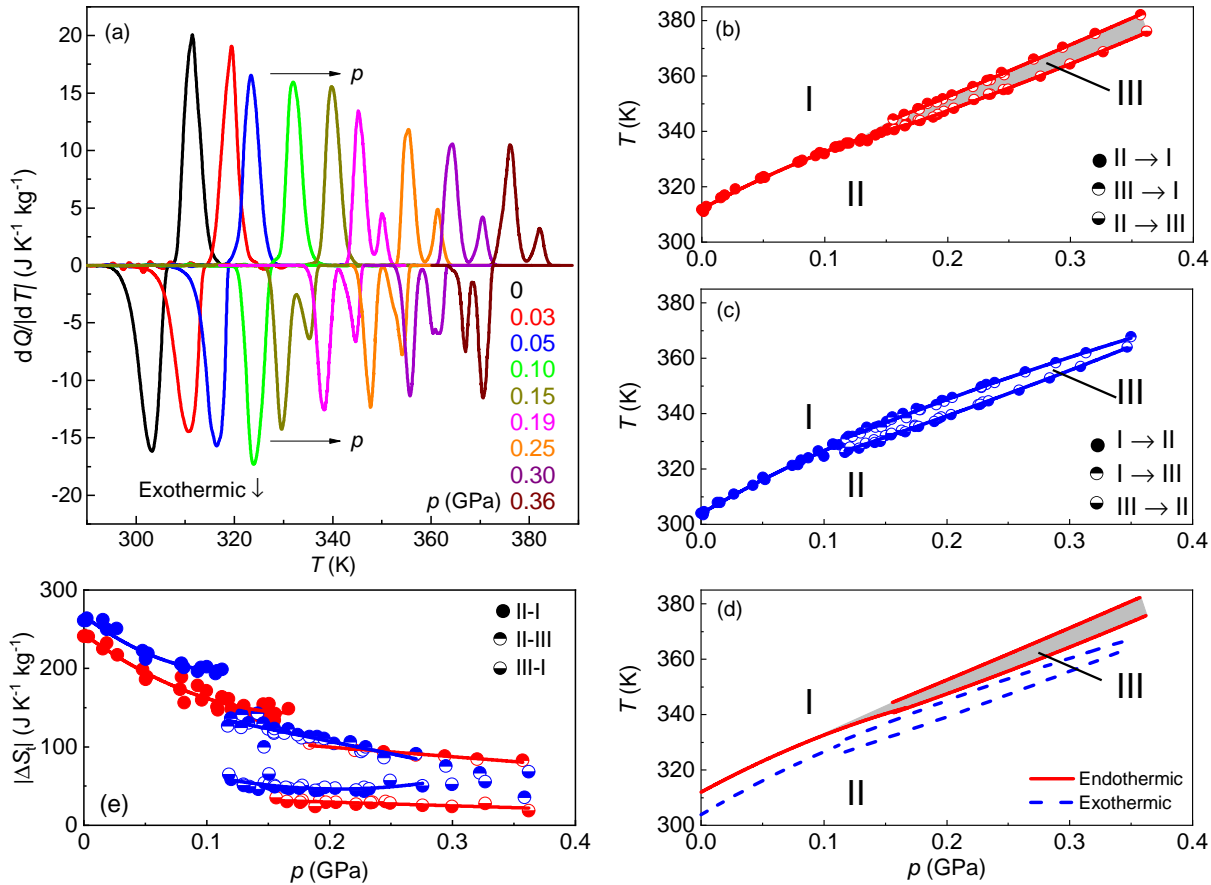 (a)
dQ/|dT| (J K⁻¹ kg⁻¹)
20
15
10
5
0
-5
-10
-15
-20
p
p
Exothermic ↓
0
0.03
0.05
0.10
0.15
0.19
0.25
0.30
0.36
p (GPa)
300 320 340 360 380
T (K)
(b)
T (K)
380
360
340
320
300
I
II
III
II → I
III → I
II → III
0.0 0.1 0.2 0.3 0.4
(c)
T (K)
380
360
340
320
300
I
II
III
I → II
I → III
III → II
0.0 0.1 0.2 0.3 0.4
(e)
|ΔSₜ| (J K⁻¹ kg⁻¹)
300
200
100
0
II-I
II-III
III-I
0.0 0.1 0.2 0.3 0.4
p (GPa)
(d)
T (K)
380
360
340
320
300
I
II
III
Endothermic
Exothermic
0.0 0.1 0.2 0.3 0.4
p (GPa)